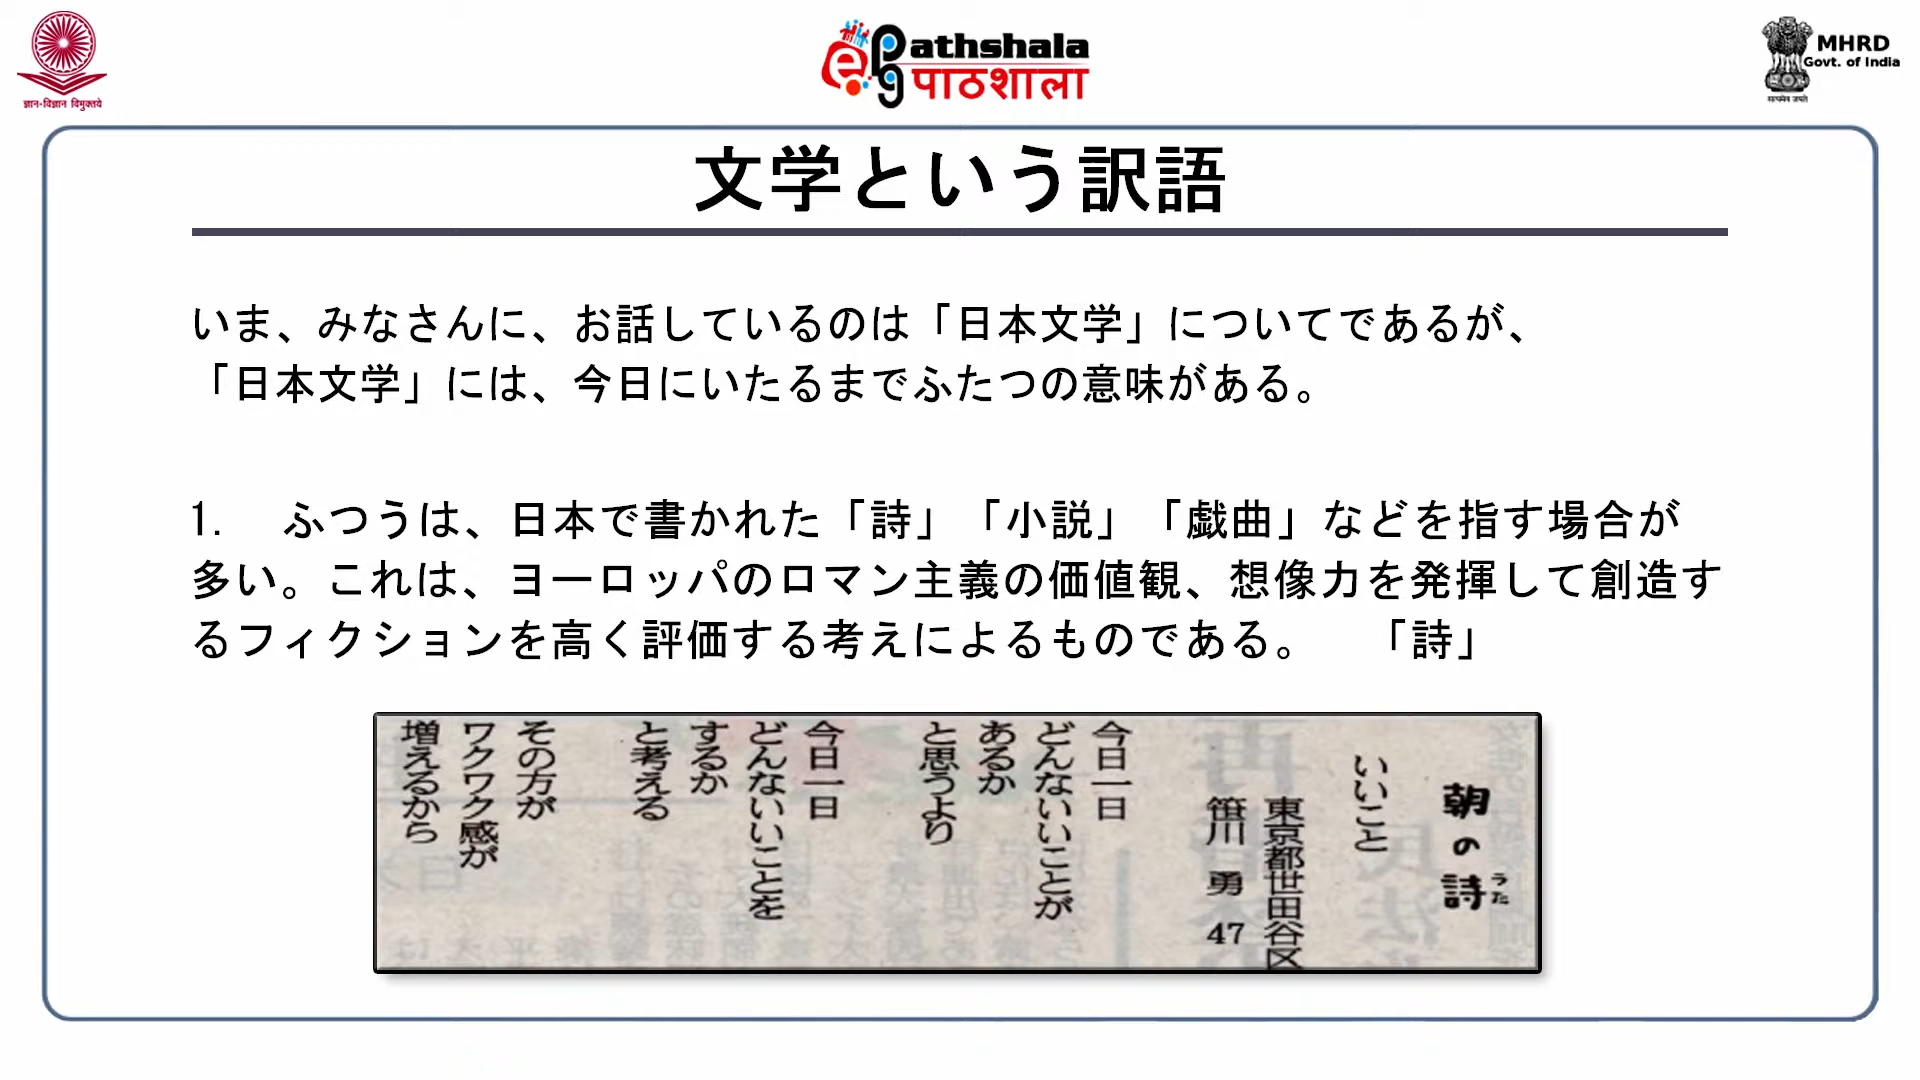 ज्ञान-विज्ञान विमुक्तये
ePathshala
पाठशाला
MHRD
Govt. of India
सत्यमेव जयते
文学という訳語
いま、みなさんに、お話しているのは「日本文学」についてであるが、
「日本文学」には、今日にいたるまでふたつの意味がある。
1.　ふつうは、日本で書かれた「詩」「小説」「戯曲」などを指す場合が
多い。これは、ヨーロッパのロマン主義の価値観、想像力を発揮して創造す
るフィクションを高く評価する考えによるものである。　「詩」
朝の詩
うた
いいこと
東京都世田谷区
笹川　勇　47
今日一日
どんないいことが
あるか
と思うより
今日一日
どんないいことを
するか
と考える
その方が
ワクワク感が
増えるから